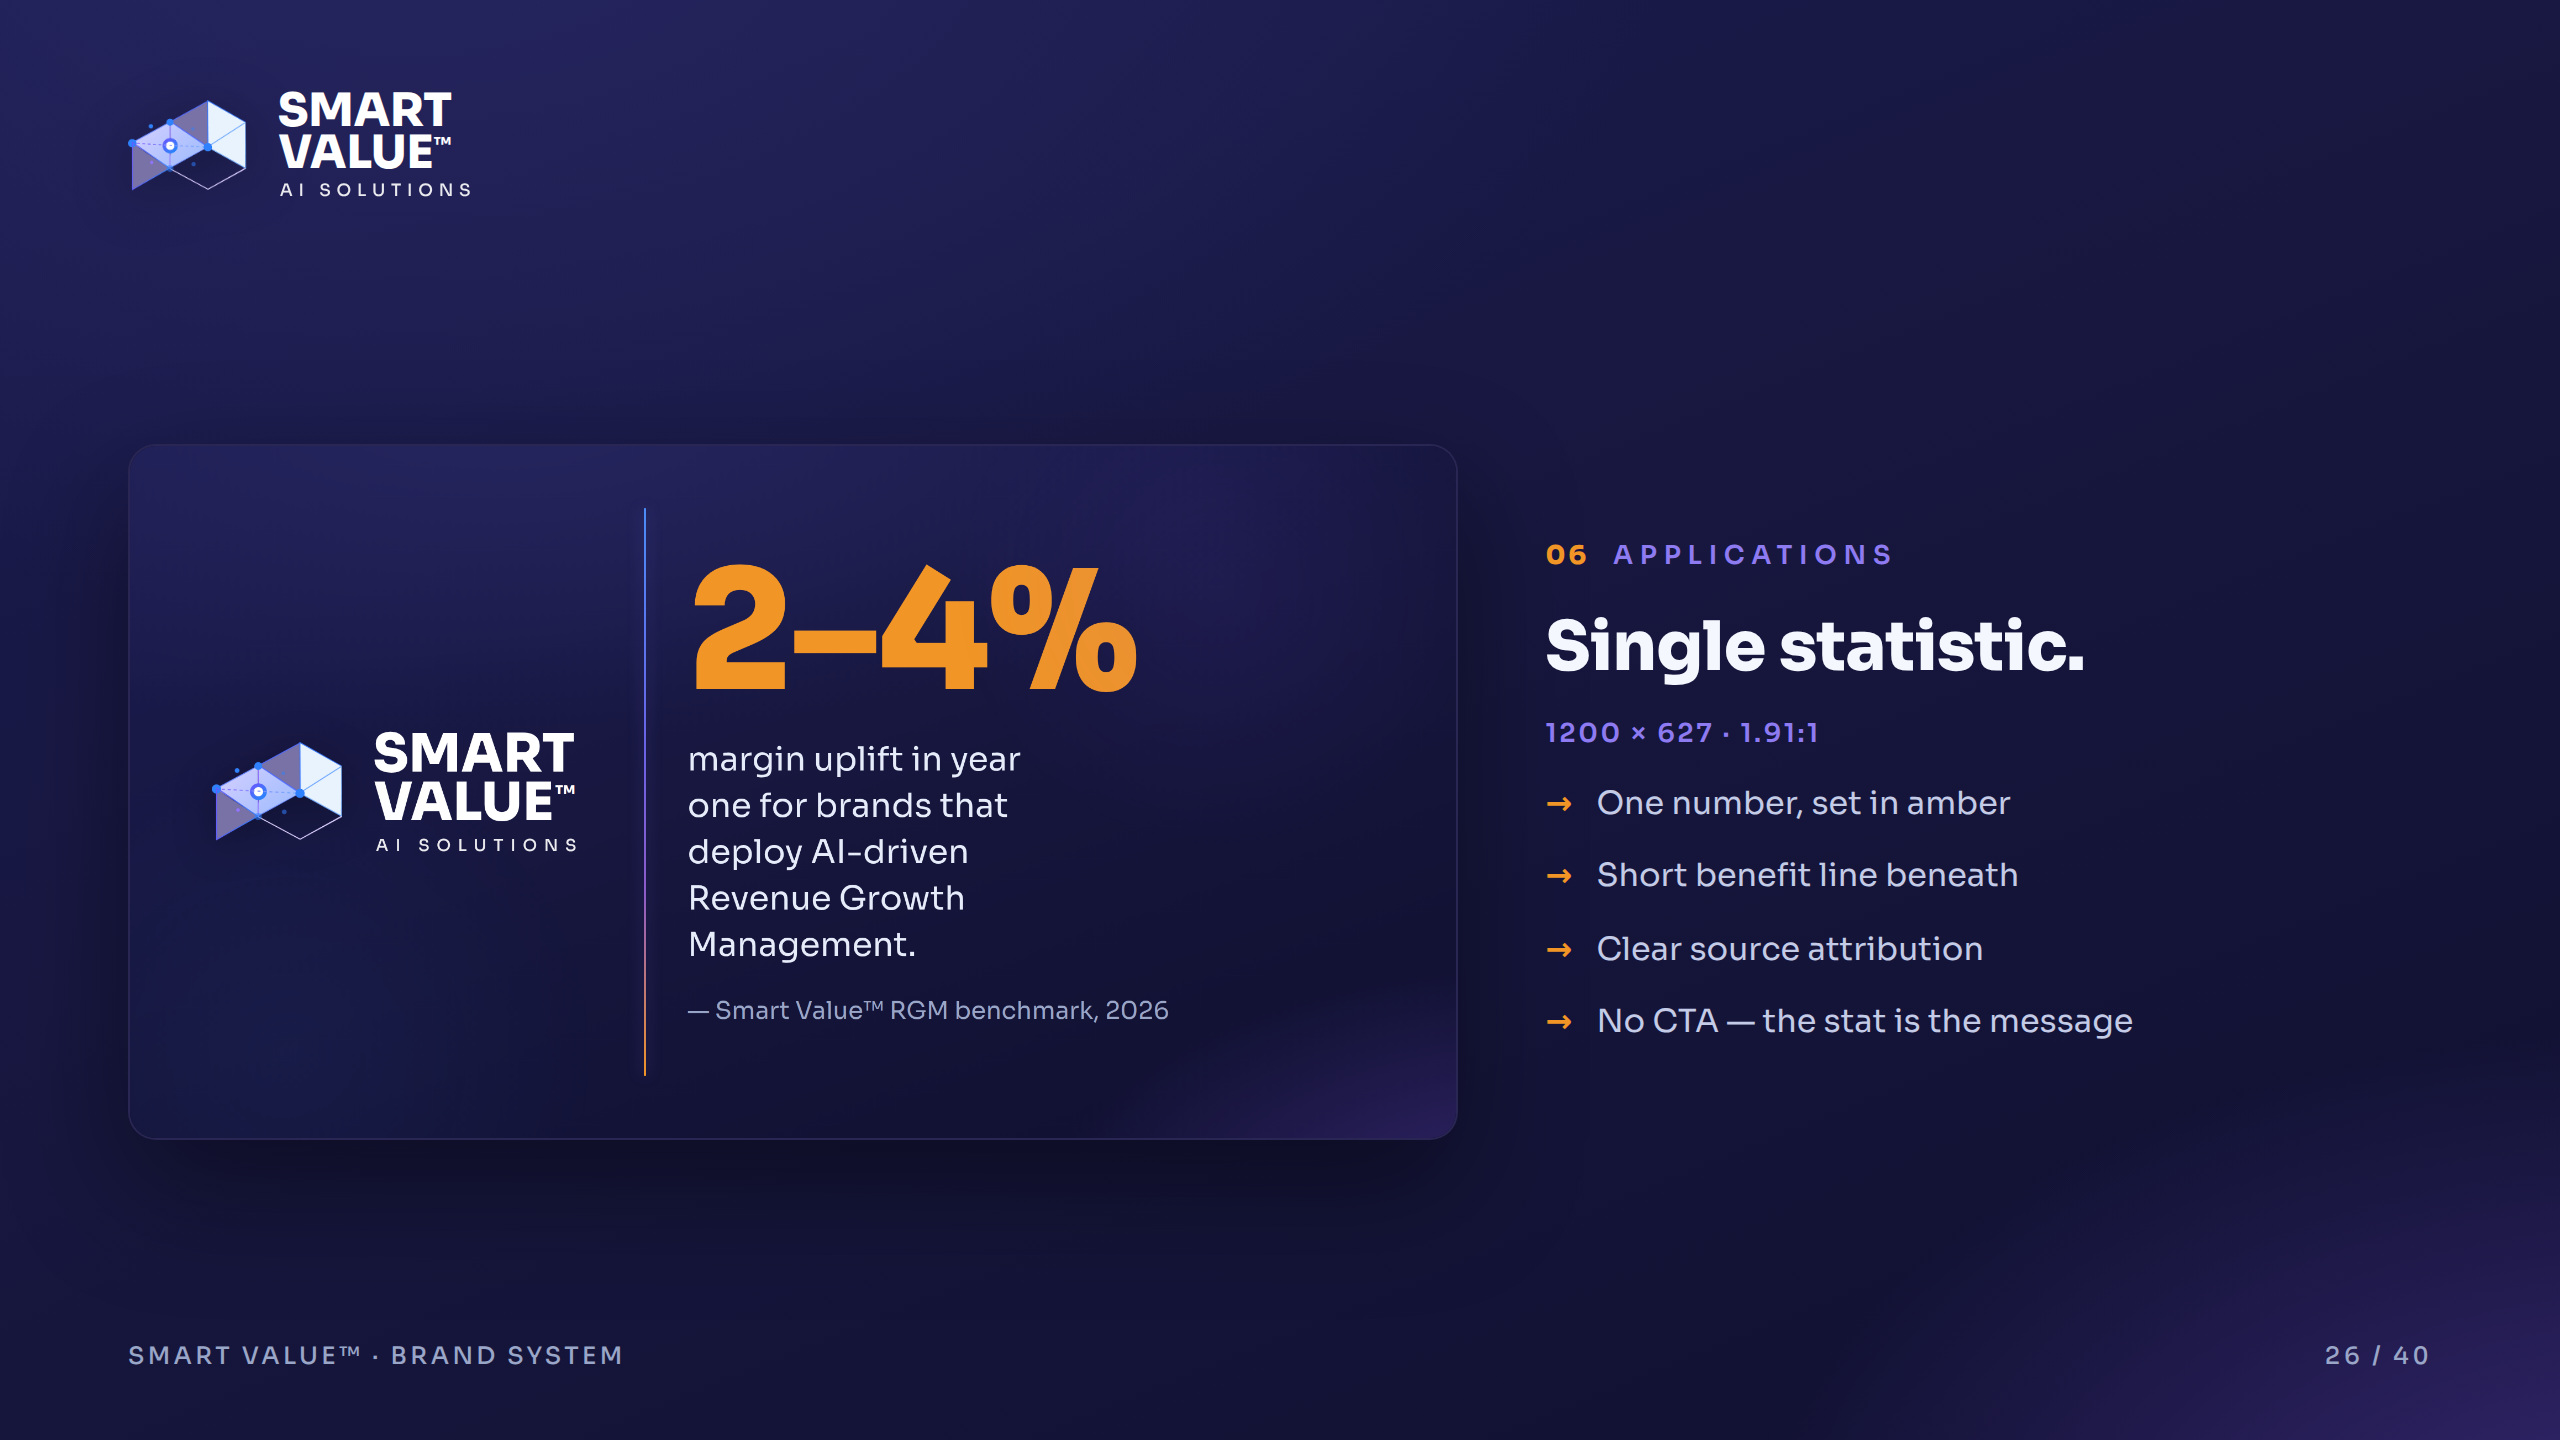 SMART
VALUE™
AI SOLUTIONS
SMART
VALUE™
AI SOLUTIONS
2–4%
margin uplift in year
one for brands that
deploy AI-driven
Revenue Growth
Management.
— Smart Value™ RGM benchmark, 2026
06 APPLICATIONS
Single statistic.
1200 × 627 · 1.91:1
→ One number, set in amber
→ Short benefit line beneath
→ Clear source attribution
→ No CTA — the stat is the message
SMART VALUE™ · BRAND SYSTEM
26 / 40